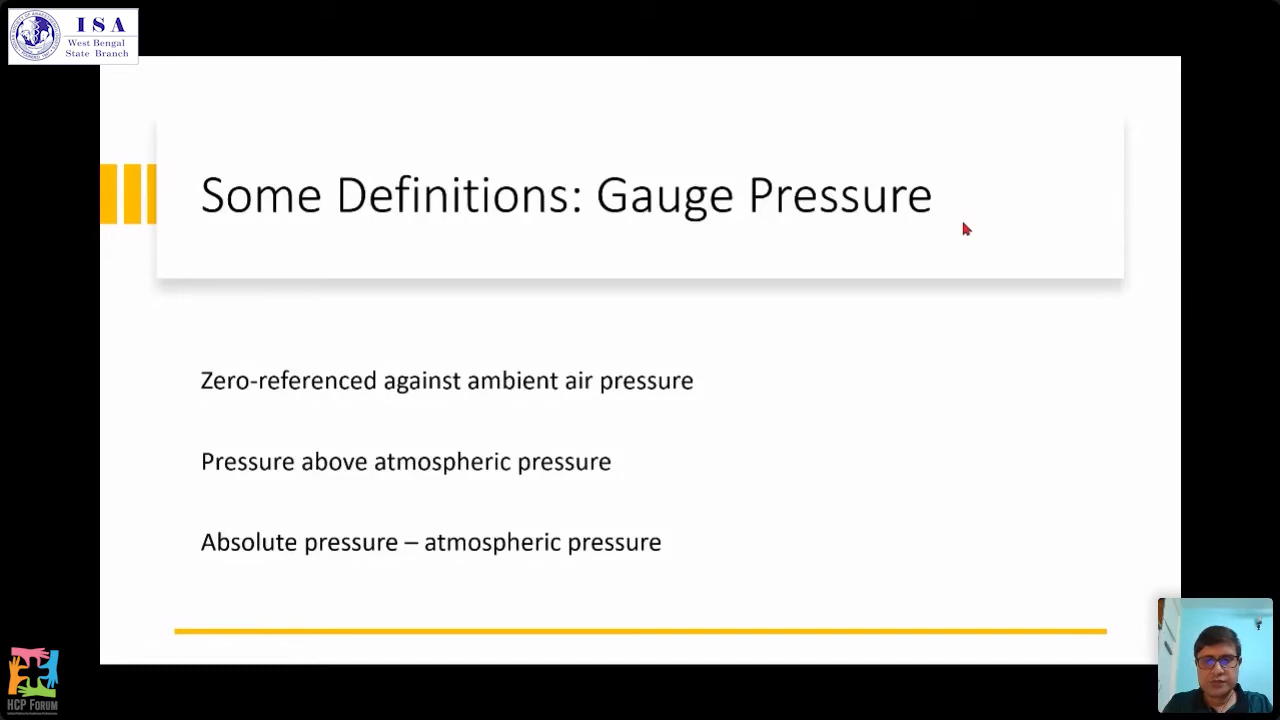 ISA
West Bengal
State Branch
Some Definitions: Gauge Pressure
Zero-referenced against ambient air pressure
Pressure above atmospheric pressure
Absolute pressure – atmospheric pressure
HCP FORUM